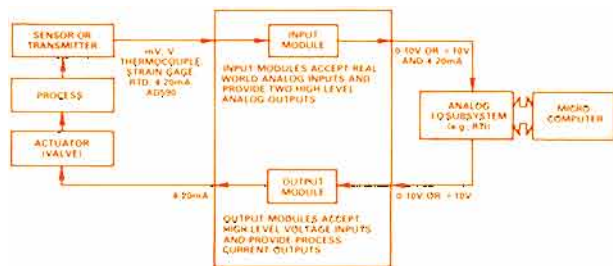 SENSOR OR
TRANSMITTER
PROCESS
ACTUATOR
(VALVE)
mV, V
THERMOCOUPLE
STRAIN GAGE
RTD, 4-20mA
AD590
INPUT
MODULE
INPUT MODULES ACCEPT REAL
WORLD ANALOG INPUTS AND
PROVIDE TWO HIGH LEVEL
ANALOG OUTPUTS
0-10V OR
AND 4-20mA
ANALOG
I/O SUBSYSTEM
(e.g., RTI)
MICRO
COMPUTER
OUTPUT
MODULE
4-20mA
0-10V OR
OUTPUT MODULES ACCEPT
HIGH LEVEL VOLTAGE INPUTS
AND PROVIDE PROCESS
CURRENT OUTPUTS